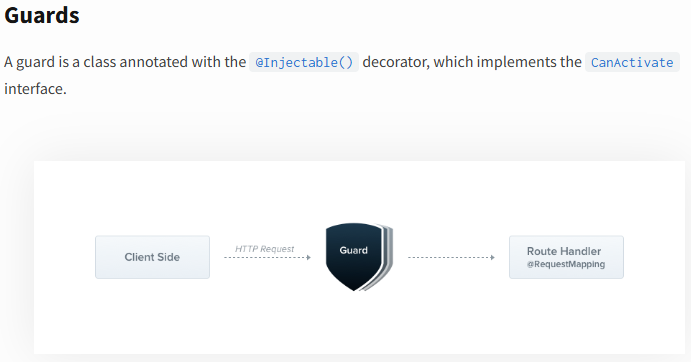 Guards
A guard is a class annotated with the @Injectable() decorator, which implements the CanActivate
interface.
Client Side
HTTP Request
Guard
Route Handler
@RequestMapping